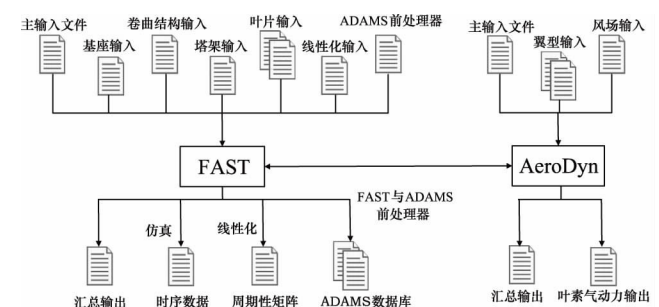 主输入文件
基座输入
卷曲结构输入
塔架输入
叶片输入
线性化输入
ADAMS前处理器
主输入文件
翼型输入
风场输入
FAST
AeroDyn
FAST与ADAMS
前处理器
仿真
线性化
汇总输出
时序数据
周期性矩阵
ADAMS数据库
汇总输出
叶素气动力输出